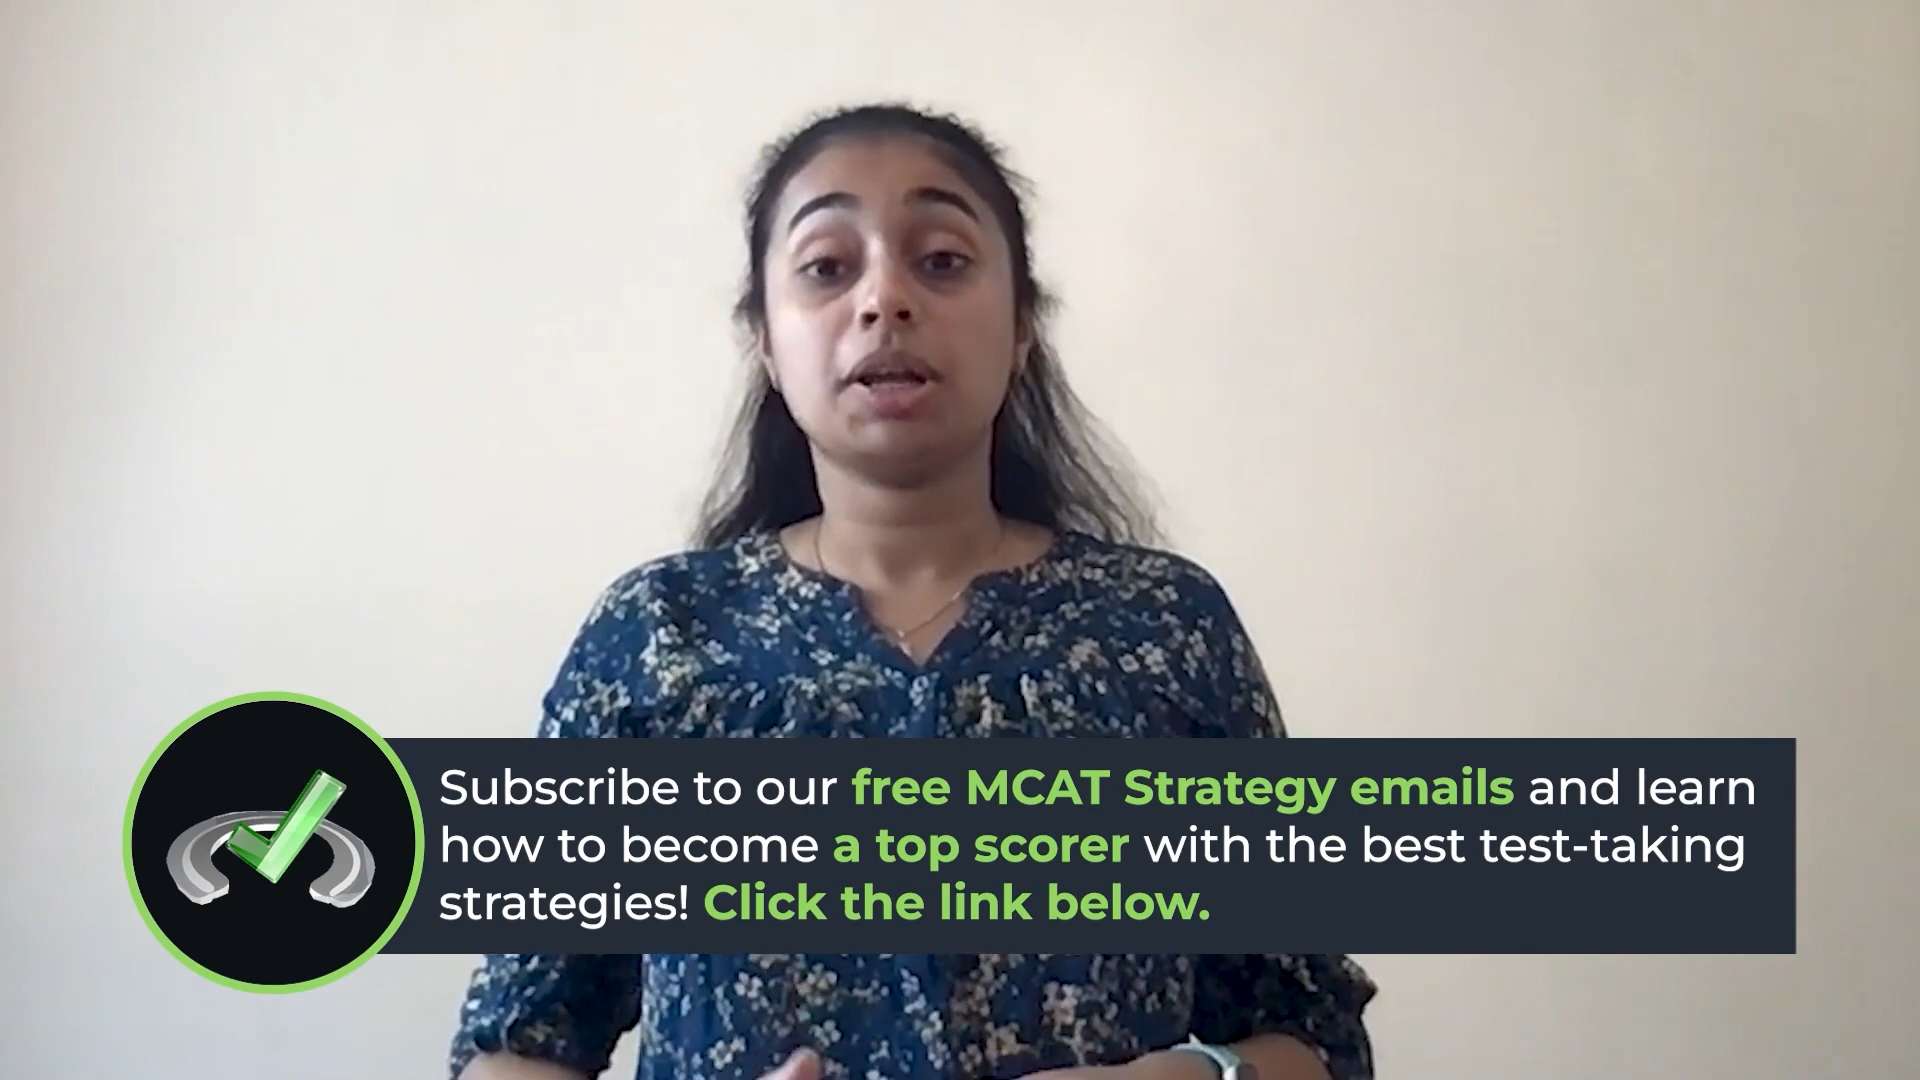 Subscribe to our free MCAT Strategy emails and learn
how to become a top scorer with the best test-taking
strategies! Click the link below.